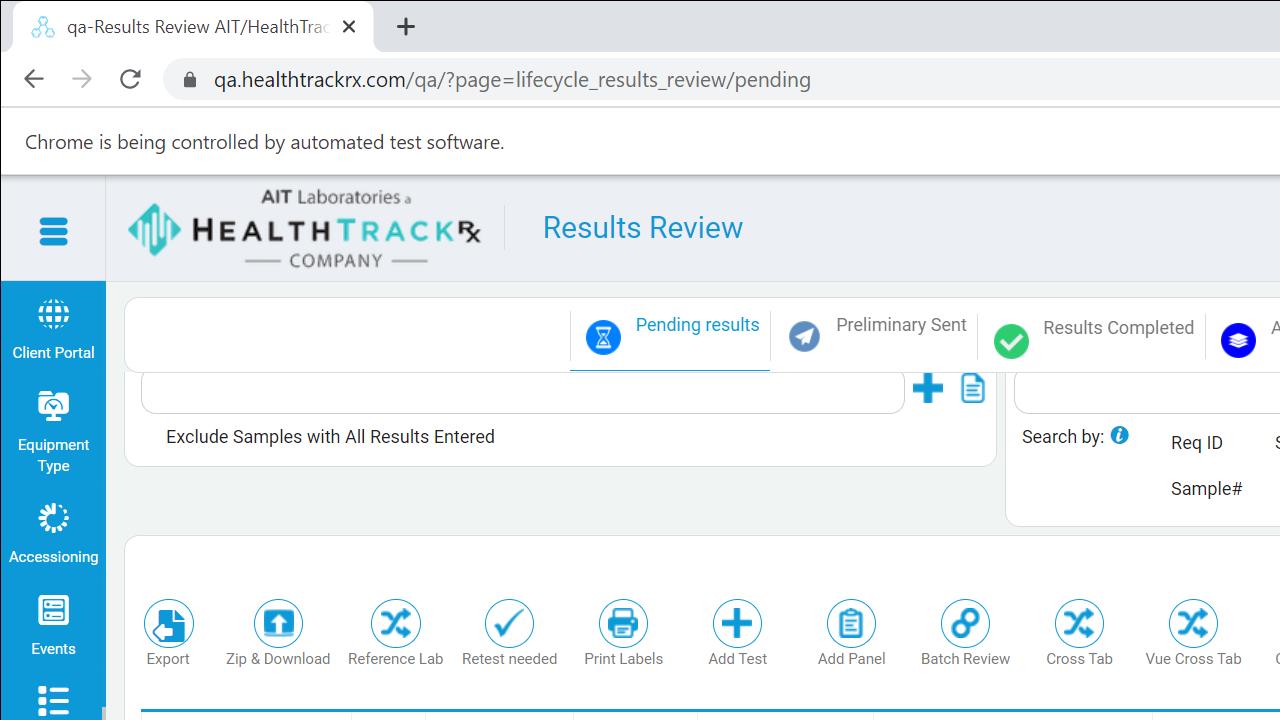 qa-Results Review AIT/HealthTrac
qa.healthtrackrx.com/qa/?page=lifecycle_results_review/pending
Chrome is being controlled by automated test software.
AIT Laboratories a
HEALTHTRACKRx
COMPANY
Results Review
Client Portal
Equipment
Type
Accessioning
Events
Pending results
Preliminary Sent
Results Completed
A
Exclude Samples with All Results Entered
Search by:
Req ID
Sample#
Export
Zip & Download
Reference Lab
Retest needed
Print Labels
Add Test
Add Panel
Batch Review
Cross Tab
Vue Cross Tab